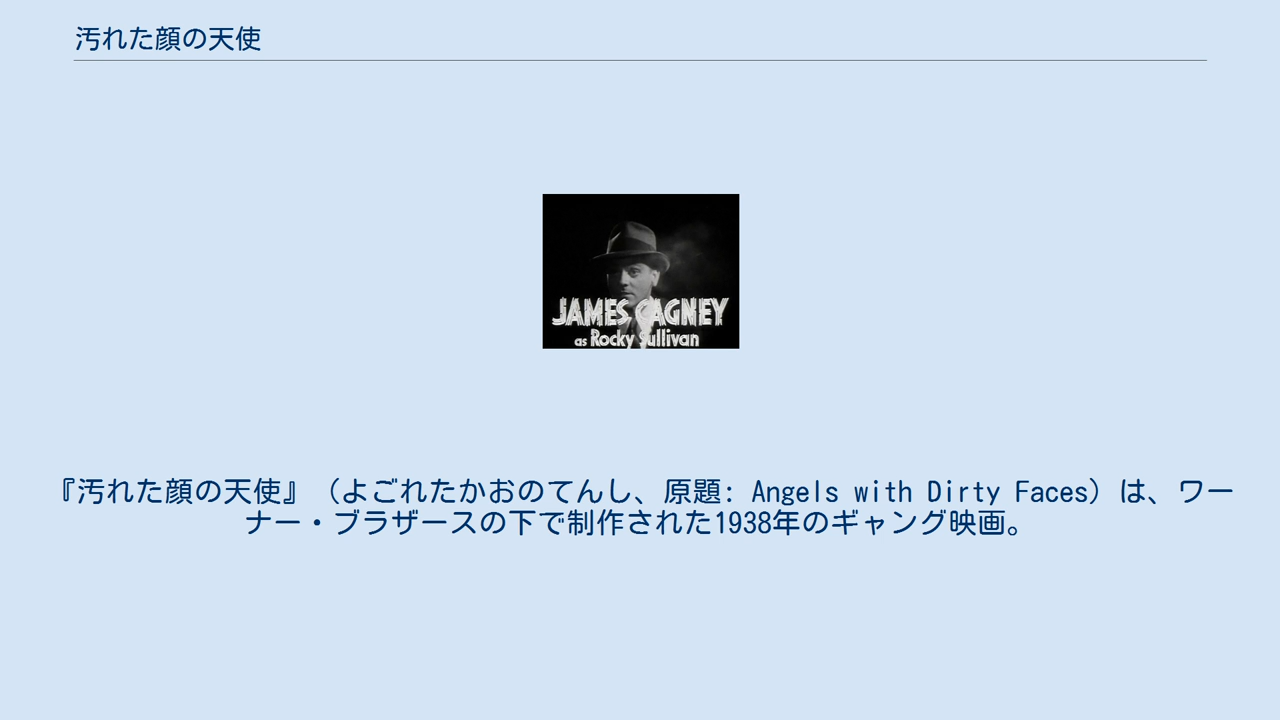 汚れた顔の天使
JAMES CAGNEY
as Rocky Sullivan
『汚れた顔の天使』（よごれたかおのてんし、原題: Angels with Dirty Faces）は、ワー
ナー・ブラザースの下で制作された1938年のギャング映画。